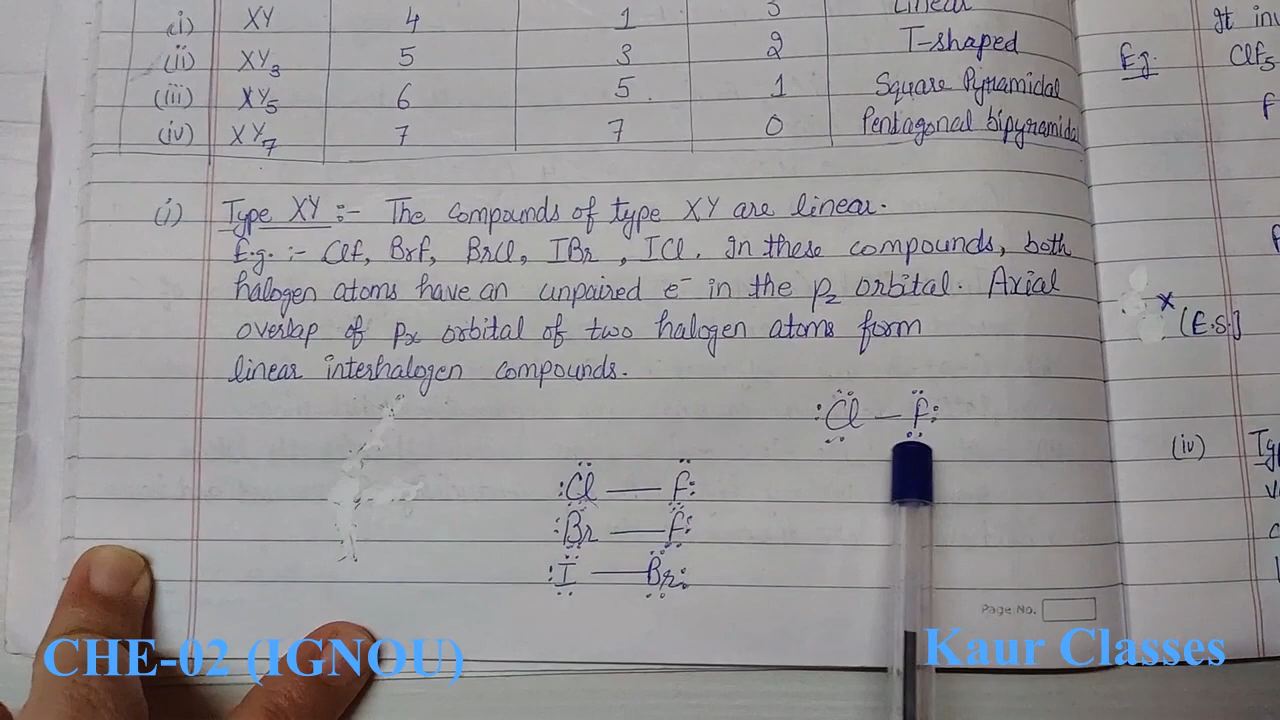 (i) XY 4 1 3 Linear
(ii) XY₃ 5 3 2 T-shaped
(iii) XY₅ 6 5 1 Square Pyramidal
(iv) XY₇ 7 7 0 Pentagonal bipyramidal
(i) Type XY :- The compounds of type XY are linear.
E.g. :- ClF, BrF, BrCl, IBr, ICl. In these compounds, both
halogen atoms have an unpaired e⁻ in the p_z orbital. Axial
overlap of pₓ orbital of two halogen atoms form
linear interhalogen compounds.
Cl — F
Cl — F
Br — F
I — Br
Page No.
E.g.
ClF₅
F
(E.S.)
(iv)
CHE-02 (IGNOU)
Kaur Classes